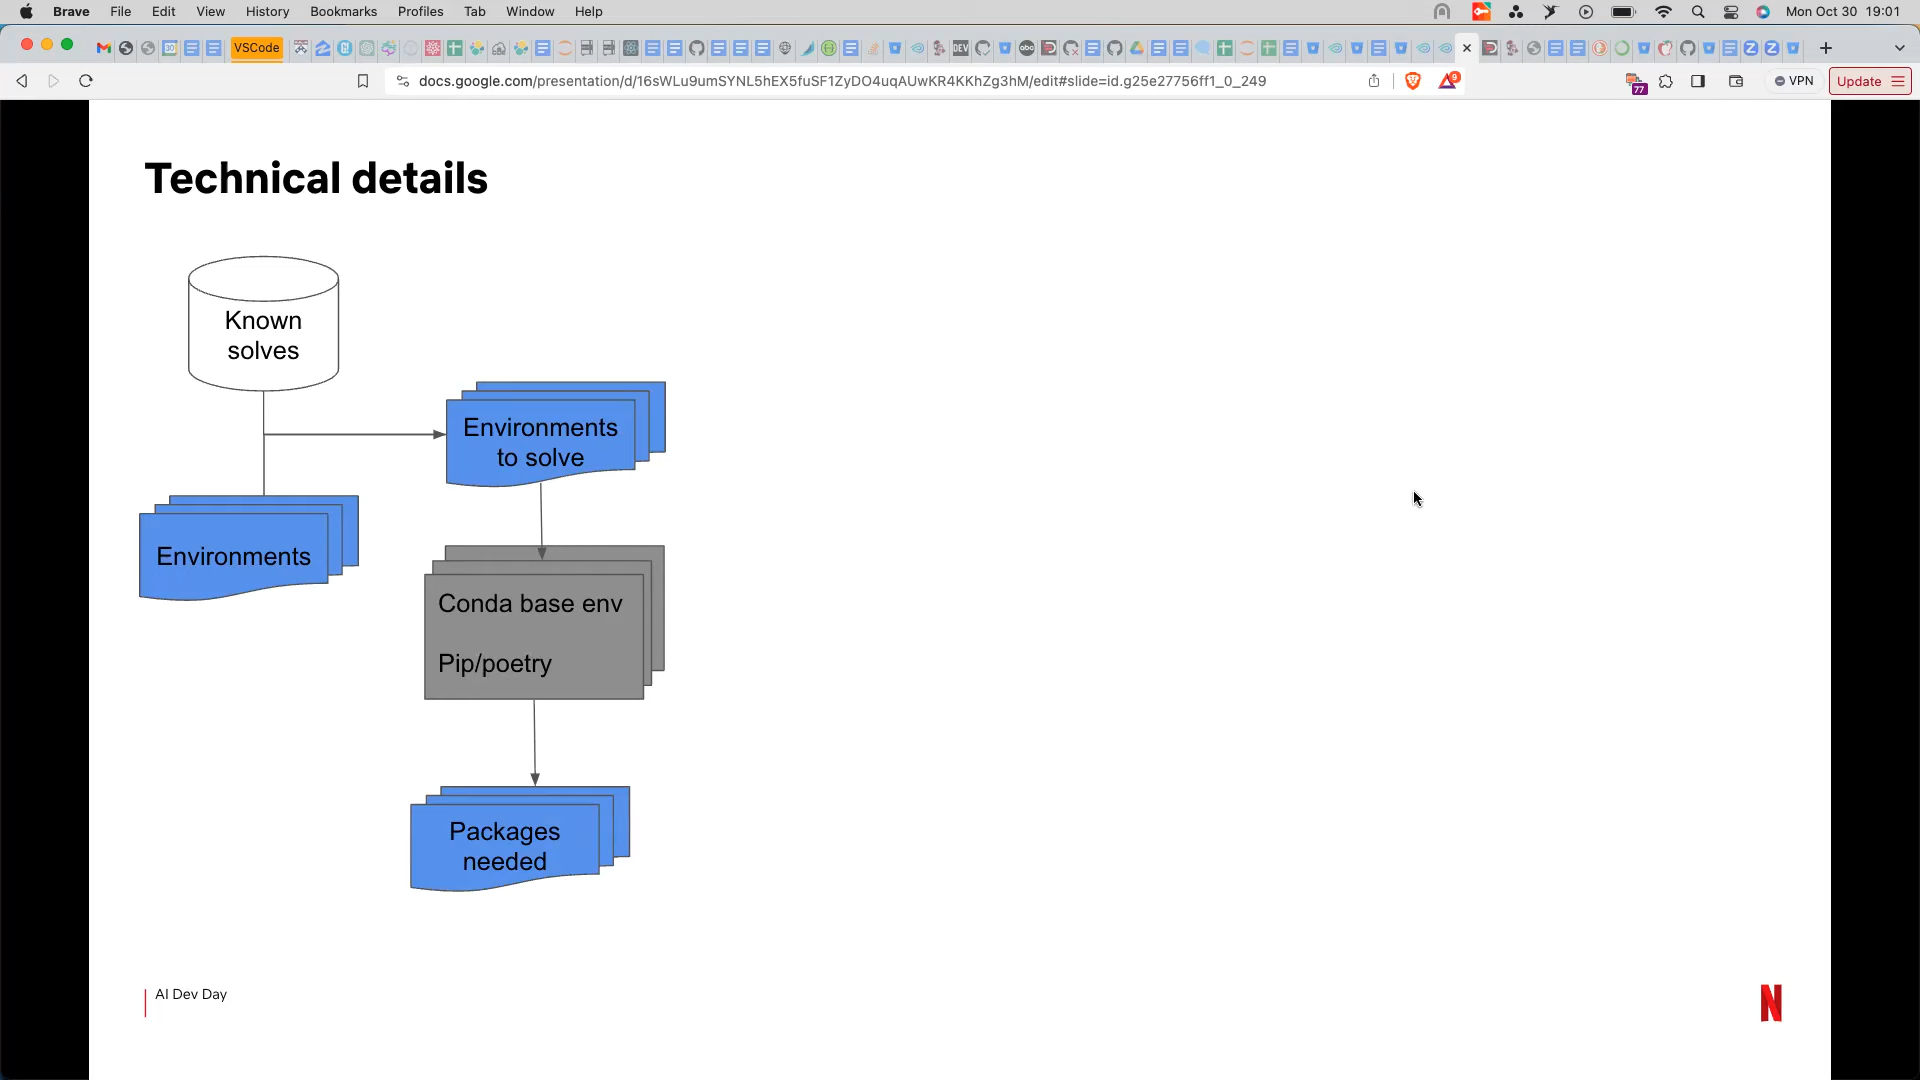 Brave File Edit View History Bookmarks Profiles Tab Window Help Mon Oct 30 19:01
VSCode
docs.google.com/presentation/d/16sWLu9umSYNL5hEX5fuSF1ZyDO4uqAUwKR4KKhZg3hM/edit#slide=id.g25e27756ff1_0_249
9
77
VPN
Update
Technical details
Known
solves
Environments
to solve
Environments
Conda base env
Pip/poetry
Packages
needed
AI Dev Day
N